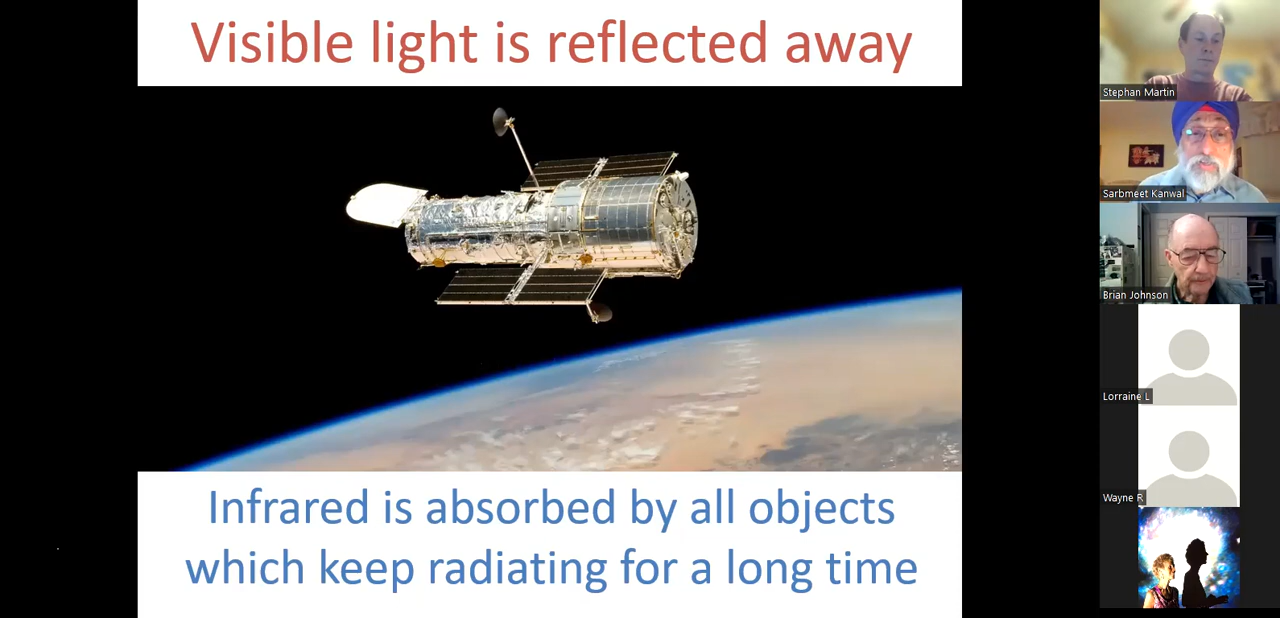 Visible light is reflected away
Infrared is absorbed by all objects
which keep radiating for a long time
Stephan Martin
Sarbmeet Kanwal
Brian Johnson
Lorraine L
Wayne R